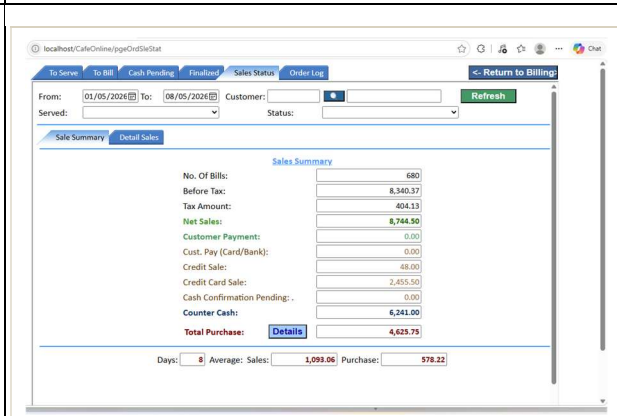 localhost/CafeOnline/pgeOrdSleStat
Chat
To Serve To Bill Cash Pending Finalized Sales Status Order Log <- Return to Billing:
From: 01/05/2026 To: 08/05/2026 Customer: Refresh
Served: Status:
Sale Summary Detail Sales
Sales Summary
No. Of Bills: 680
Before Tax: 8,340.37
Tax Amount: 404.13
Net Sales: 8,744.50
Customer Payment: 0.00
Cust. Pay (Card/Bank): 0.00
Credit Sale: 48.00
Credit Card Sale: 2,455.50
Cash Confirmation Pending: . 0.00
Counter Cash: 6,241.00
Total Purchase: Details 4,625.75
Days: 8 Average: Sales: 1,093.06 Purchase: 578.22